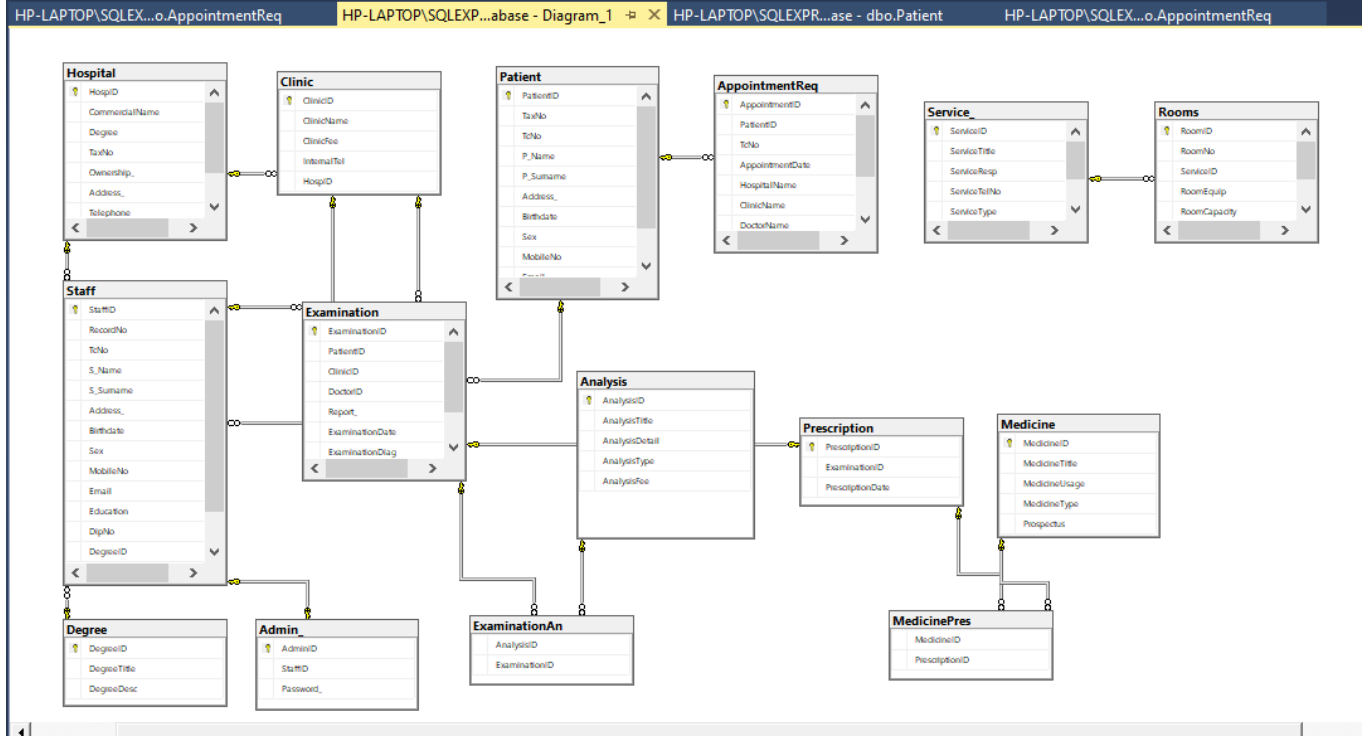 HP-LAPTOP\SQLEX...o.AppointmentReq
HP-LAPTOP\SQLEXP...abase - Diagram_1
HP-LAPTOP\SQLEXPR...ase - dbo.Patient
HP-LAPTOP\SQLEX...o.AppointmentReq
Hospital
HospID
CommercialName
Degree
TaxNo
Ownership_
Address_
Telephone
Clinic
ClinicID
ClinicName
ClinicFee
InternalTel
HospID
Patient
PatientID
TaxNo
TcNo
P_Name
P_Surname
Address_
Birthdate
Sex
MobileNo
Email
AppointmentReq
AppointmentID
PatientID
TcNo
AppointmentDate
HospitalName
ClinicName
DoctorName
Service_
ServiceID
ServiceTitle
ServiceResp
ServiceTelNo
ServiceType
Rooms
RoomID
RoomNo
ServiceID
RoomEquip
RoomCapacity
Staff
StaffID
RecordNo
TcNo
S_Name
S_Surname
Address_
Birthdate
Sex
MobileNo
Email
Education
DipNo
DegreeID
Examination
ExaminationID
PatientID
ClinicID
DoctorID
Report_
ExaminationDate
ExaminationDiag
Analysis
AnalysisID
AnalysisTitle
AnalysisDetail
AnalysisType
AnalysisFee
Prescription
PrescriptionID
ExaminationID
PrescriptionDate
Medicine
MedicineID
MedicineTitle
MedicineUsage
MedicineType
Prospectus
Degree
DegreeID
DegreeTitle
DegreeDesc
Admin_
AdminID
StaffID
Password_
ExaminationAn
AnalysisID
ExaminationID
MedicinePres
MedicineID
PrescriptionID